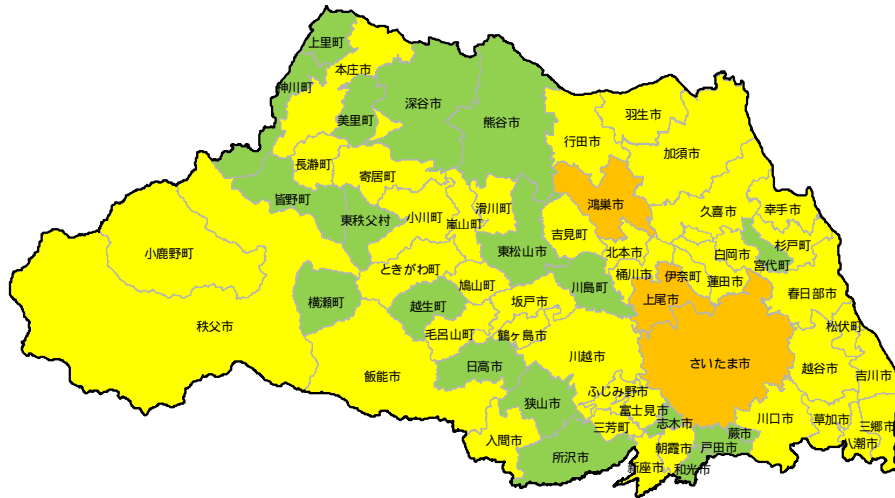 上里町
本庄市
神川町
美里町
深谷市
熊谷市
行田市
羽生市
加須市
長瀞町
寄居町
皆野町
東秩父村
小川町
嵐山町
滑川町
吉見町
鴻巣市
久喜市
幸手市
小鹿野町
ときがわ町
東松山市
北本市
白岡市
杉戸町
宮代町
横瀬町
越生町
鳩山町
坂戸市
川島町
桶川市
伊奈町
蓮田市
上尾市
春日部市
秩父市
毛呂山町
鶴ヶ島市
松伏町
飯能市
日高市
川越市
さいたま市
越谷市
吉川市
狭山市
ふじみ野市
富士見市
三芳町
志木市
川口市
草加市
三郷市
八潮市
入間市
所沢市
朝霞市
新座市
和光市
戸田市
蕨市